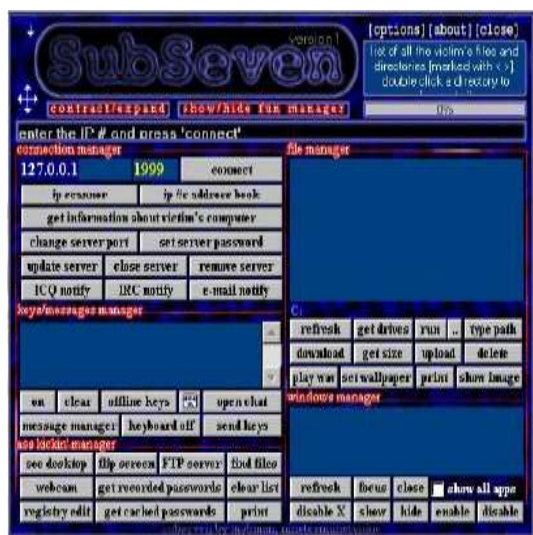 version 1
[options] [about] [close]
SubSeven
list of all the victim's files and
directories [marked with < >]
double click a directory to
contract/expand
show/hide fun manager
0%
enter the IP # and press 'connect'
connection manager
127.0.0.1
1999
connect
ip scanner
get information about victim's computer
change server port
set server password
update server
close server
remove server
ICQ notify
IRC notify
e-mail notify
keys/messages manager
on
clear
offline keys
open chat
message manager
keyboard off
send keys
ass kickin' manager
see desktop
flip screen
FTP server
find files
webcam
get recorded passwords
clear list
registry edit
get cached passwords
print
file manager
C:
refresh
get drives
run
..
type path
download
get size
upload
delete
play wav
set wallpaper
print
show image
windows manager
refresh
focus
close
show all apps
disable X
show
hide
enable
disable
subseven by mobman